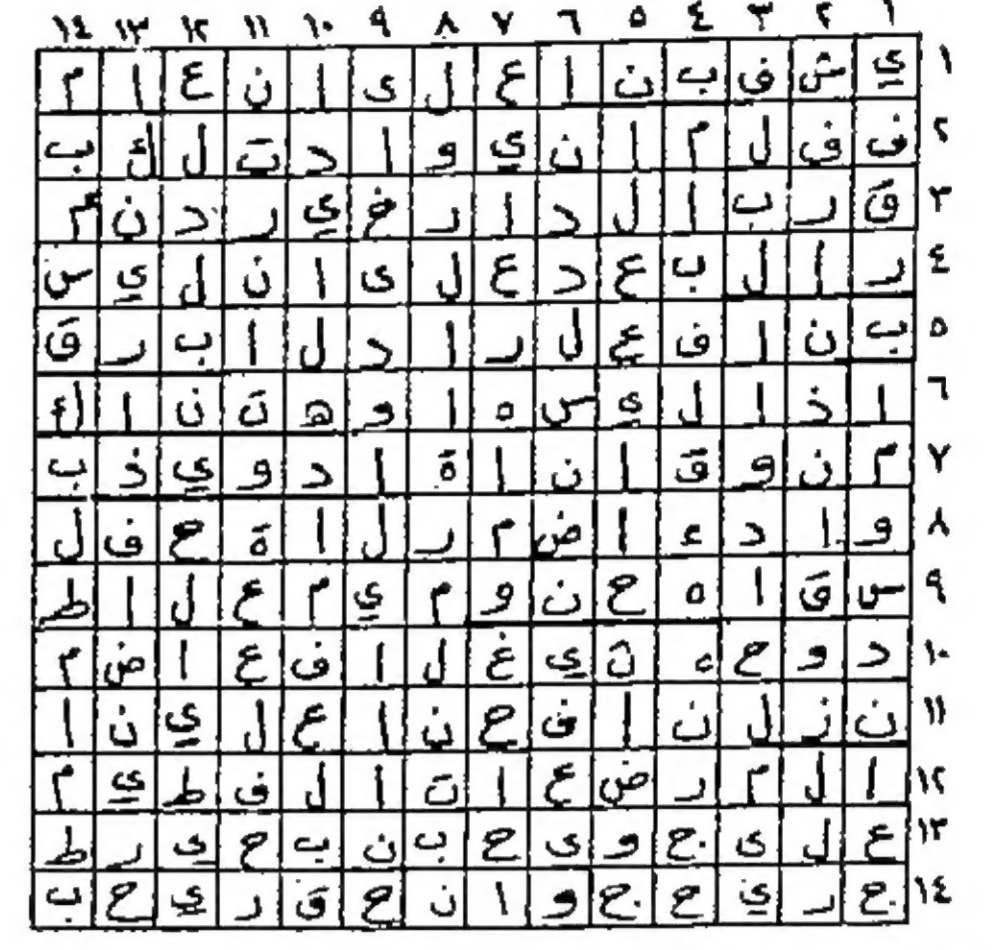 ١ ٢ ٣ ٤ ٥ ٦ ٧ ٨ ٩ ١٠ ١١ ١٢ ١٣ ١٤
١ ي ش ف ب ن ا ع ل ى ا ن ع ا م
٢ ف ف ل م ا ن ي و ا د ت ل ك ب
٣ ق ر ب ا ل د ا ر خ ي ر د ن م
٤ ر ا ل ب ع د ع ل ى ا ن ل ي س
٥ ب ن ا ف ع ل ر ا د ل ا ب ر ق
٦ ا ذ ا ل ي س ه ا و ه ت ن ا ك
٧ م ن و ق ا ن ا ة ا د و ي ذ ب
٨ و ا د ء ا ض م ر ل ا ة ح ف ل
٩ س ق ا ه ح ن و م ي م ع ل ا ط
١٠ د و ح ه ن ي غ ل ا ف ع ا ض م
١١ ن ز ل ن ا ف ح ن ا ع ل ي ن ا
١٢ ا ل م ر ض ع ا ت ا ل ف ط ي م
١٣ ع ل ى ج و ى ح ب ن ب ح ى ر ط
١٤ ج ر ي ح ج و ا ن ح ق ر ي ح ب